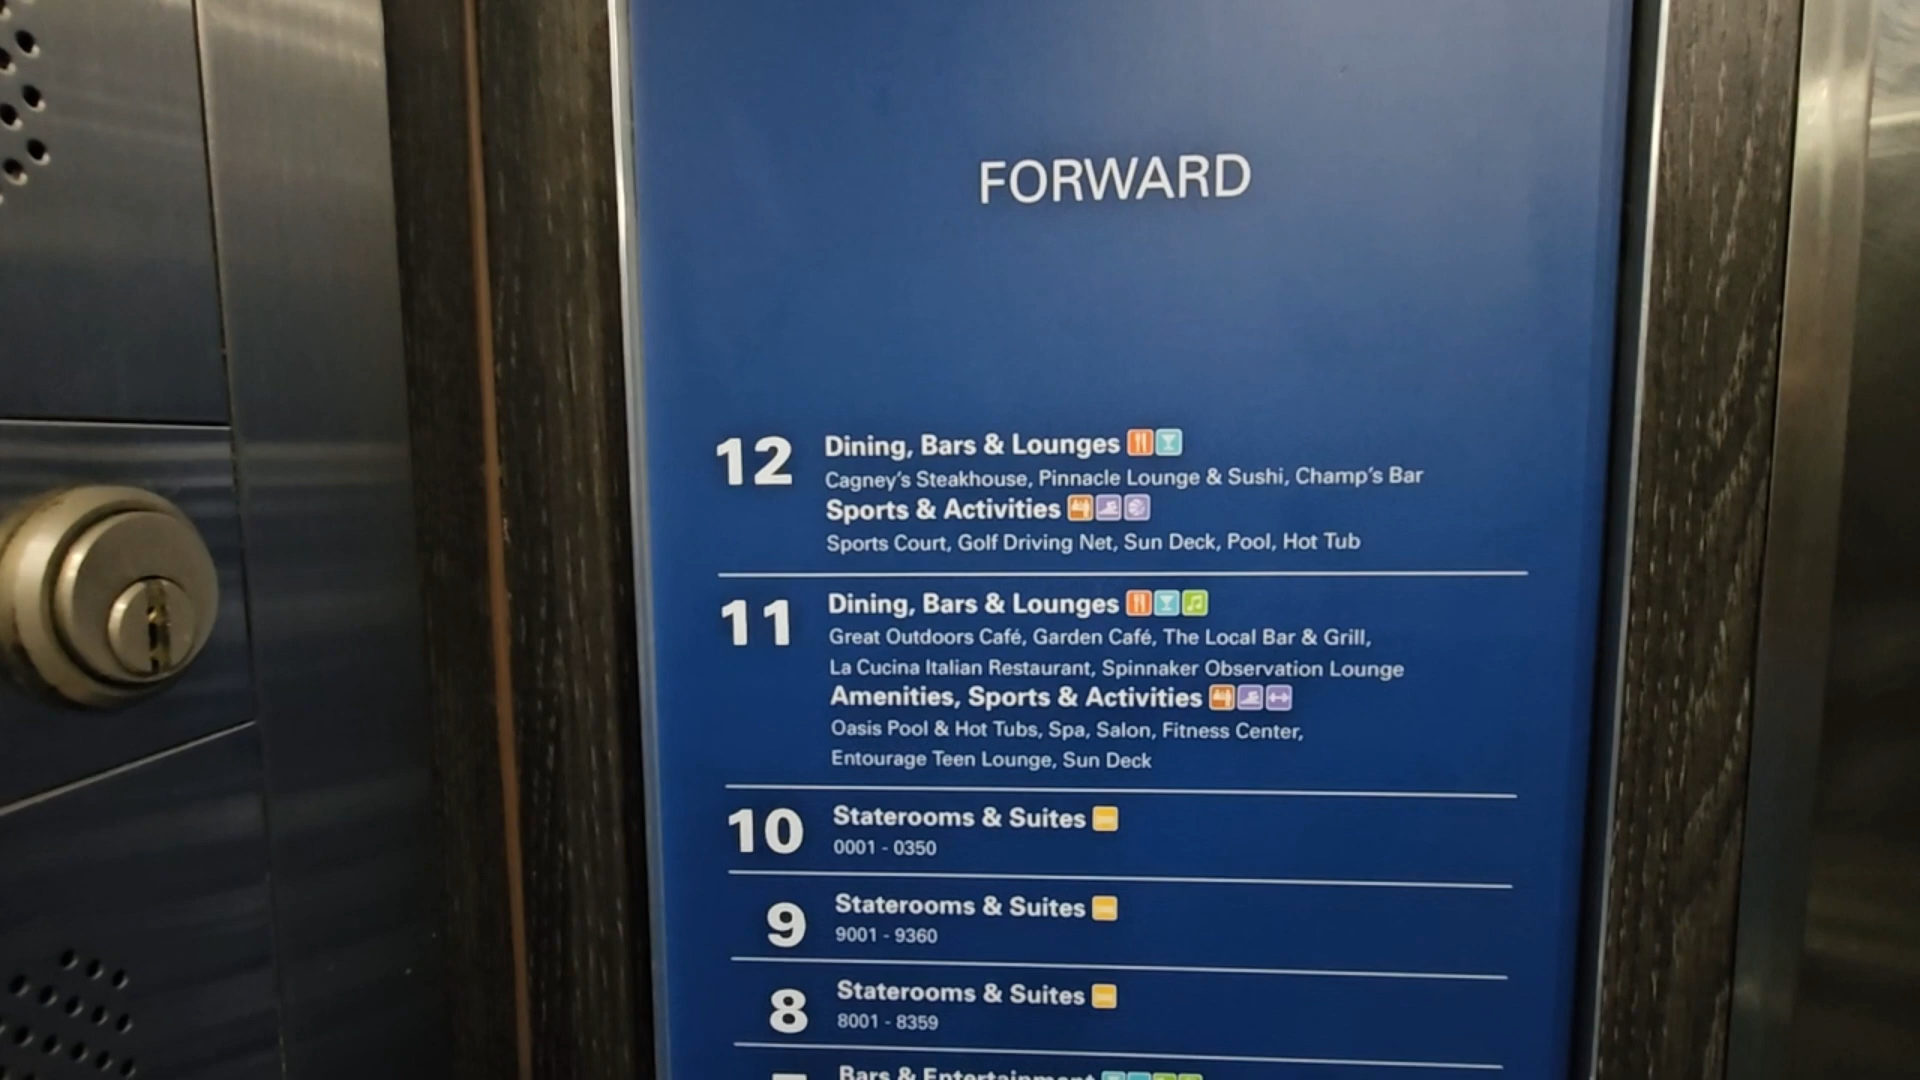 FORWARD
12 Dining, Bars & Lounges
Cagney's Steakhouse, Pinnacle Lounge & Sushi, Champ's Bar
Sports & Activities
Sports Court, Golf Driving Net, Sun Deck, Pool, Hot Tub
11 Dining, Bars & Lounges
Great Outdoors Café, Garden Café, The Local Bar & Grill,
La Cucina Italian Restaurant, Spinnaker Observation Lounge
Amenities, Sports & Activities
Oasis Pool & Hot Tubs, Spa, Salon, Fitness Center,
Entourage Teen Lounge, Sun Deck
10 Staterooms & Suites
0001 - 0350
9 Staterooms & Suites
9001 - 9360
8 Staterooms & Suites
8001 - 8359
Bars & Entertainment